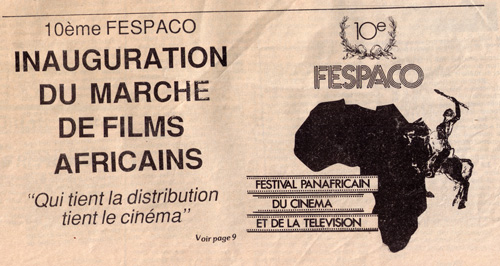 10ème FESPACO
INAUGURATION
DU MARCHE
DE FILMS
AFRICAINS
"Qui tient la distribution
tient le cinéma"
Voir page 9
10e
FESPACO
FESTIVAL PANAFRICAIN
DU CINEMA
ET DE LA TELEVISION